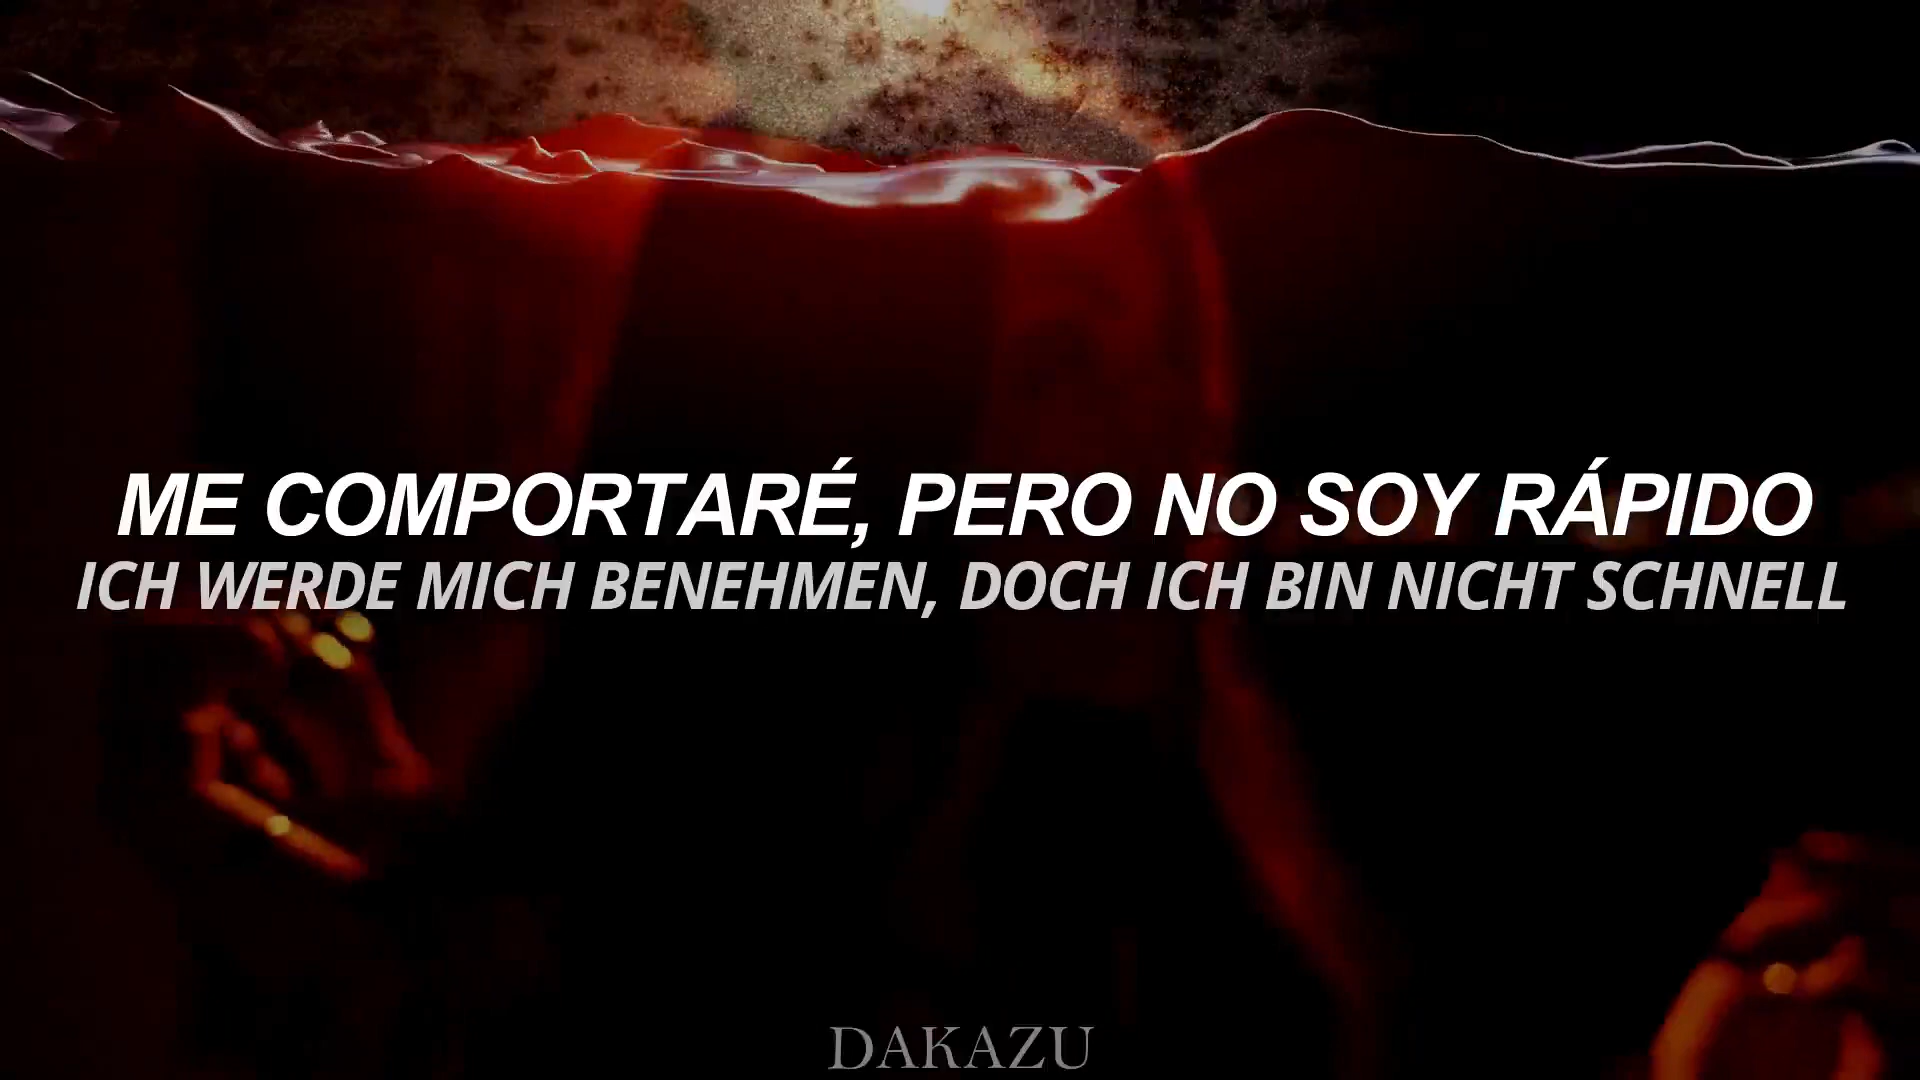 ME COMPORTARÉ, PERO NO SOY RÁPIDO
ICH WERDE MICH BENEHMEN, DOCH ICH BIN NICHT SCHNELL
DAKAZU